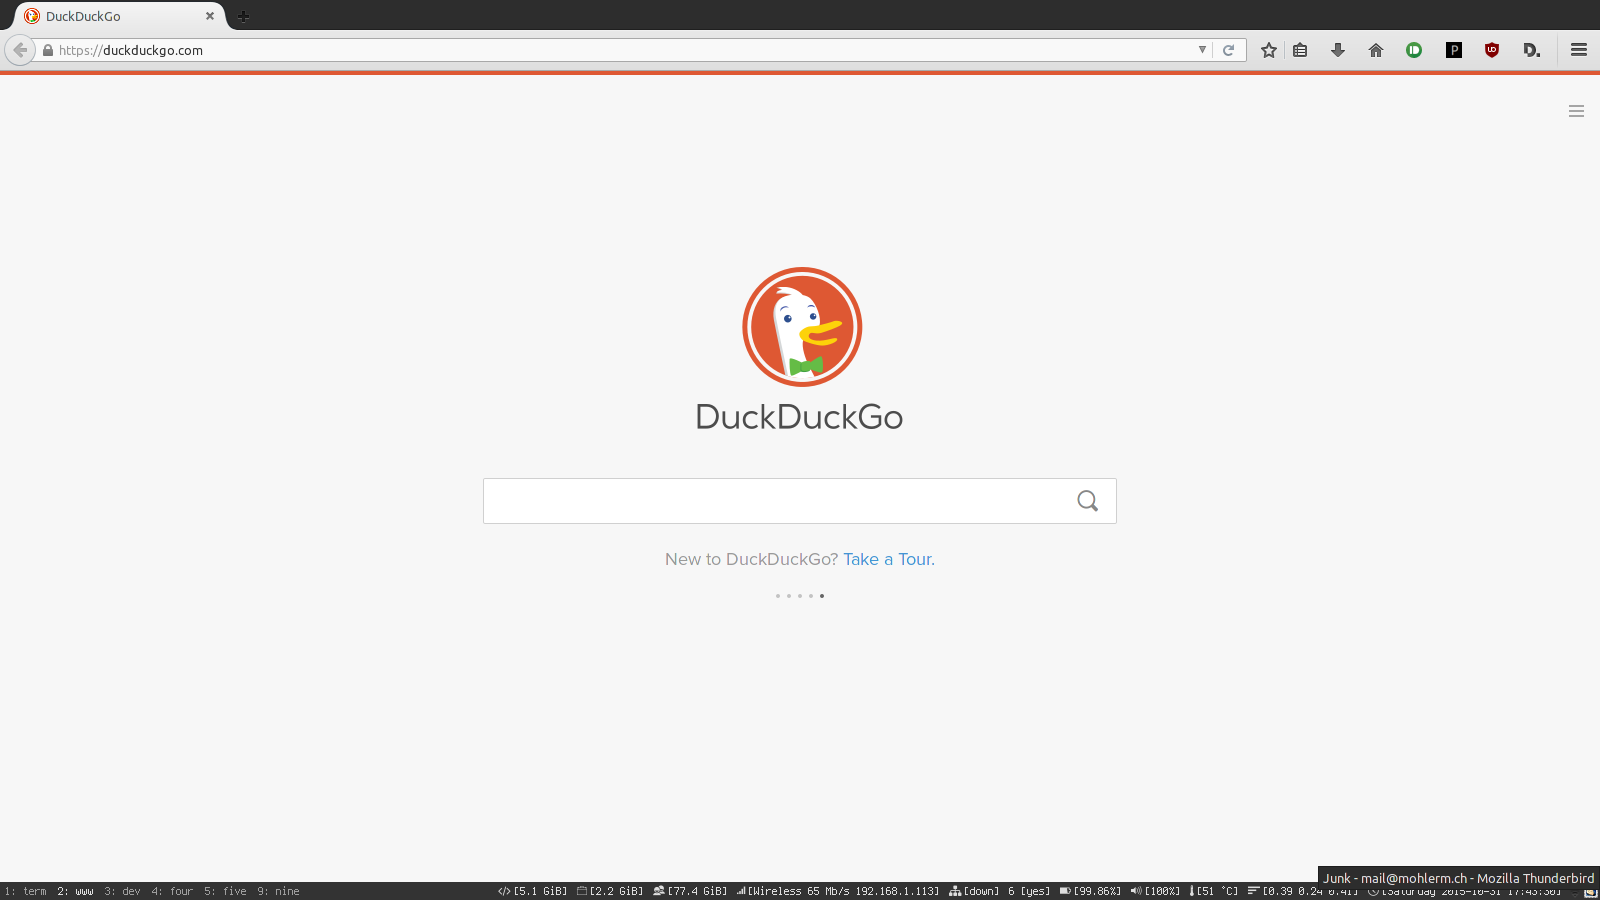 DuckDuckGo
https://duckduckgo.com
DuckDuckGo
New to DuckDuckGo? Take a Tour.
Junk - mail@mohlerm.ch - Mozilla Thunderbird
1: term 2: www 3: dev 4: four 5: five 9: nine [5.1 GiB] [2.2 GiB] [77.4 GiB] [Wireless 65 Mb/s 192.168.1.113] [down] 6 [yes] [99.86%] [100%] [51 °C] [0.39 0.24 0.41] [Saturday 2015-10-31 17:43:30]